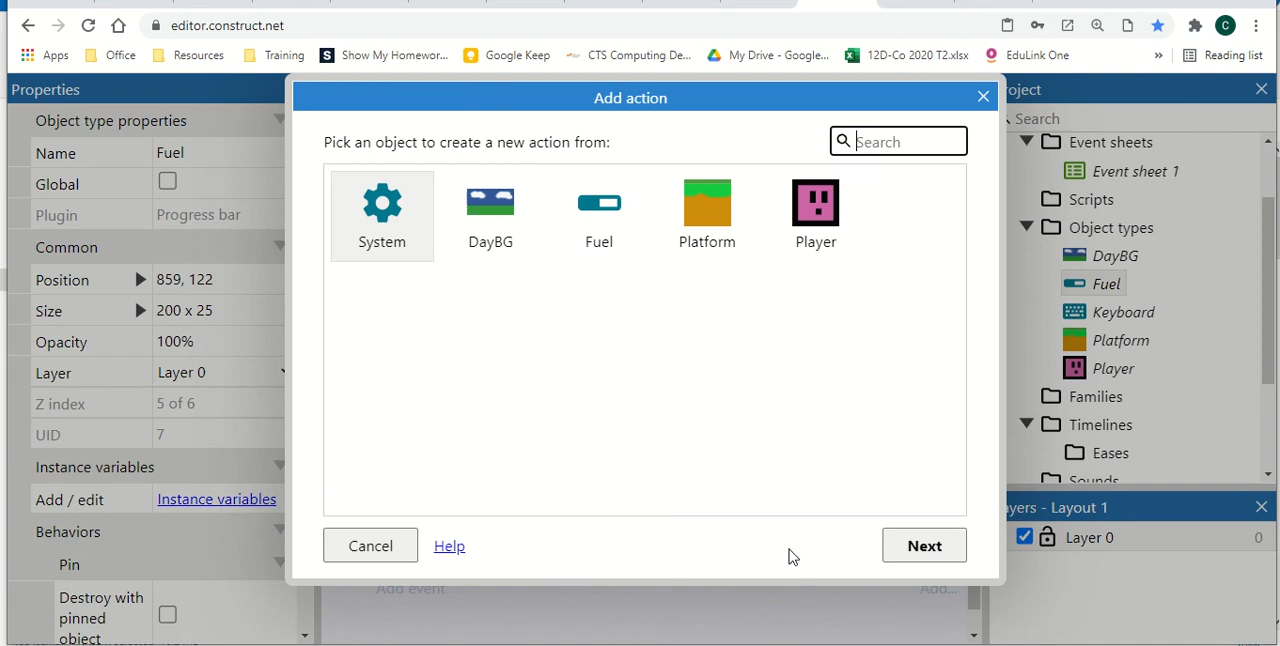 editor.construct.net
C
Apps
Office
Resources
Training
S
Show My Homewor...
Google Keep
CTS Computing De...
My Drive - Google...
12D-Co 2020 T2.xlsx
EduLink One
»
Reading list
Properties
Object type properties
Name Fuel
Global
Plugin Progress bar
Common
Position 859, 122
Size 200 x 25
Opacity 100%
Layer Layer 0
Z index 5 of 6
UID 7
Instance variables
Add / edit Instance variables
Behaviors
Pin
Destroy with
pinned
object
Add action
Pick an object to create a new action from:
Search
System
DayBG
Fuel
Platform
Player
Cancel
Help
Next
Add event
Add...
roject
Search
Event sheets
Event sheet 1
Scripts
Object types
DayBG
Fuel
Keyboard
Platform
Player
Families
Timelines
Eases
Sounds
yers - Layout 1
Layer 0 0